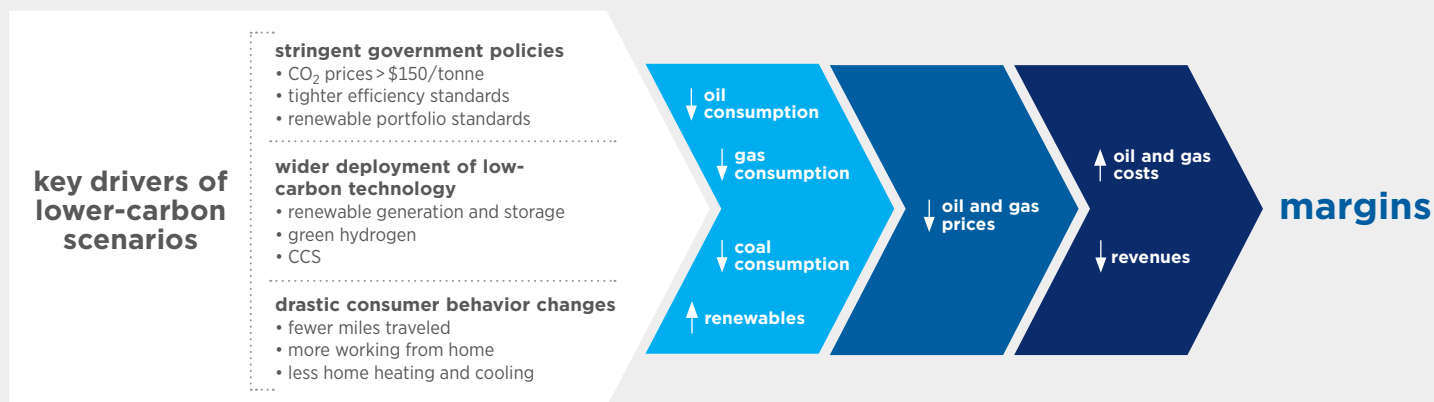 key drivers of
lower-carbon
scenarios
stringent government policies
• CO₂ prices > $150/tonne
• tighter efficiency standards
• renewable portfolio standards
wider deployment of low-
carbon technology
• renewable generation and storage
• green hydrogen
• CCS
drastic consumer behavior changes
• fewer miles traveled
• more working from home
• less home heating and cooling
↓ oil
consumption
↓ gas
consumption
↓ coal
consumption
↑ renewables
↓ oil and gas
prices
↑ oil and gas
costs
↓ revenues
margins